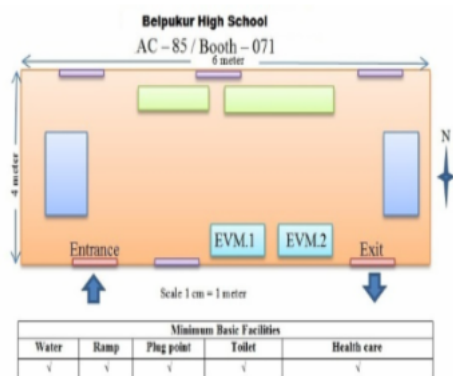 Belpukur High School
AC – 85 / Booth – 071
6 meter
N
4 meter
EVM.1 EVM.2
Entrance Exit
Scale 1 cm = 1 meter
Minimum Basic Facilities
Water Ramp Plug point Toilet Health care
√ √ √ √ √